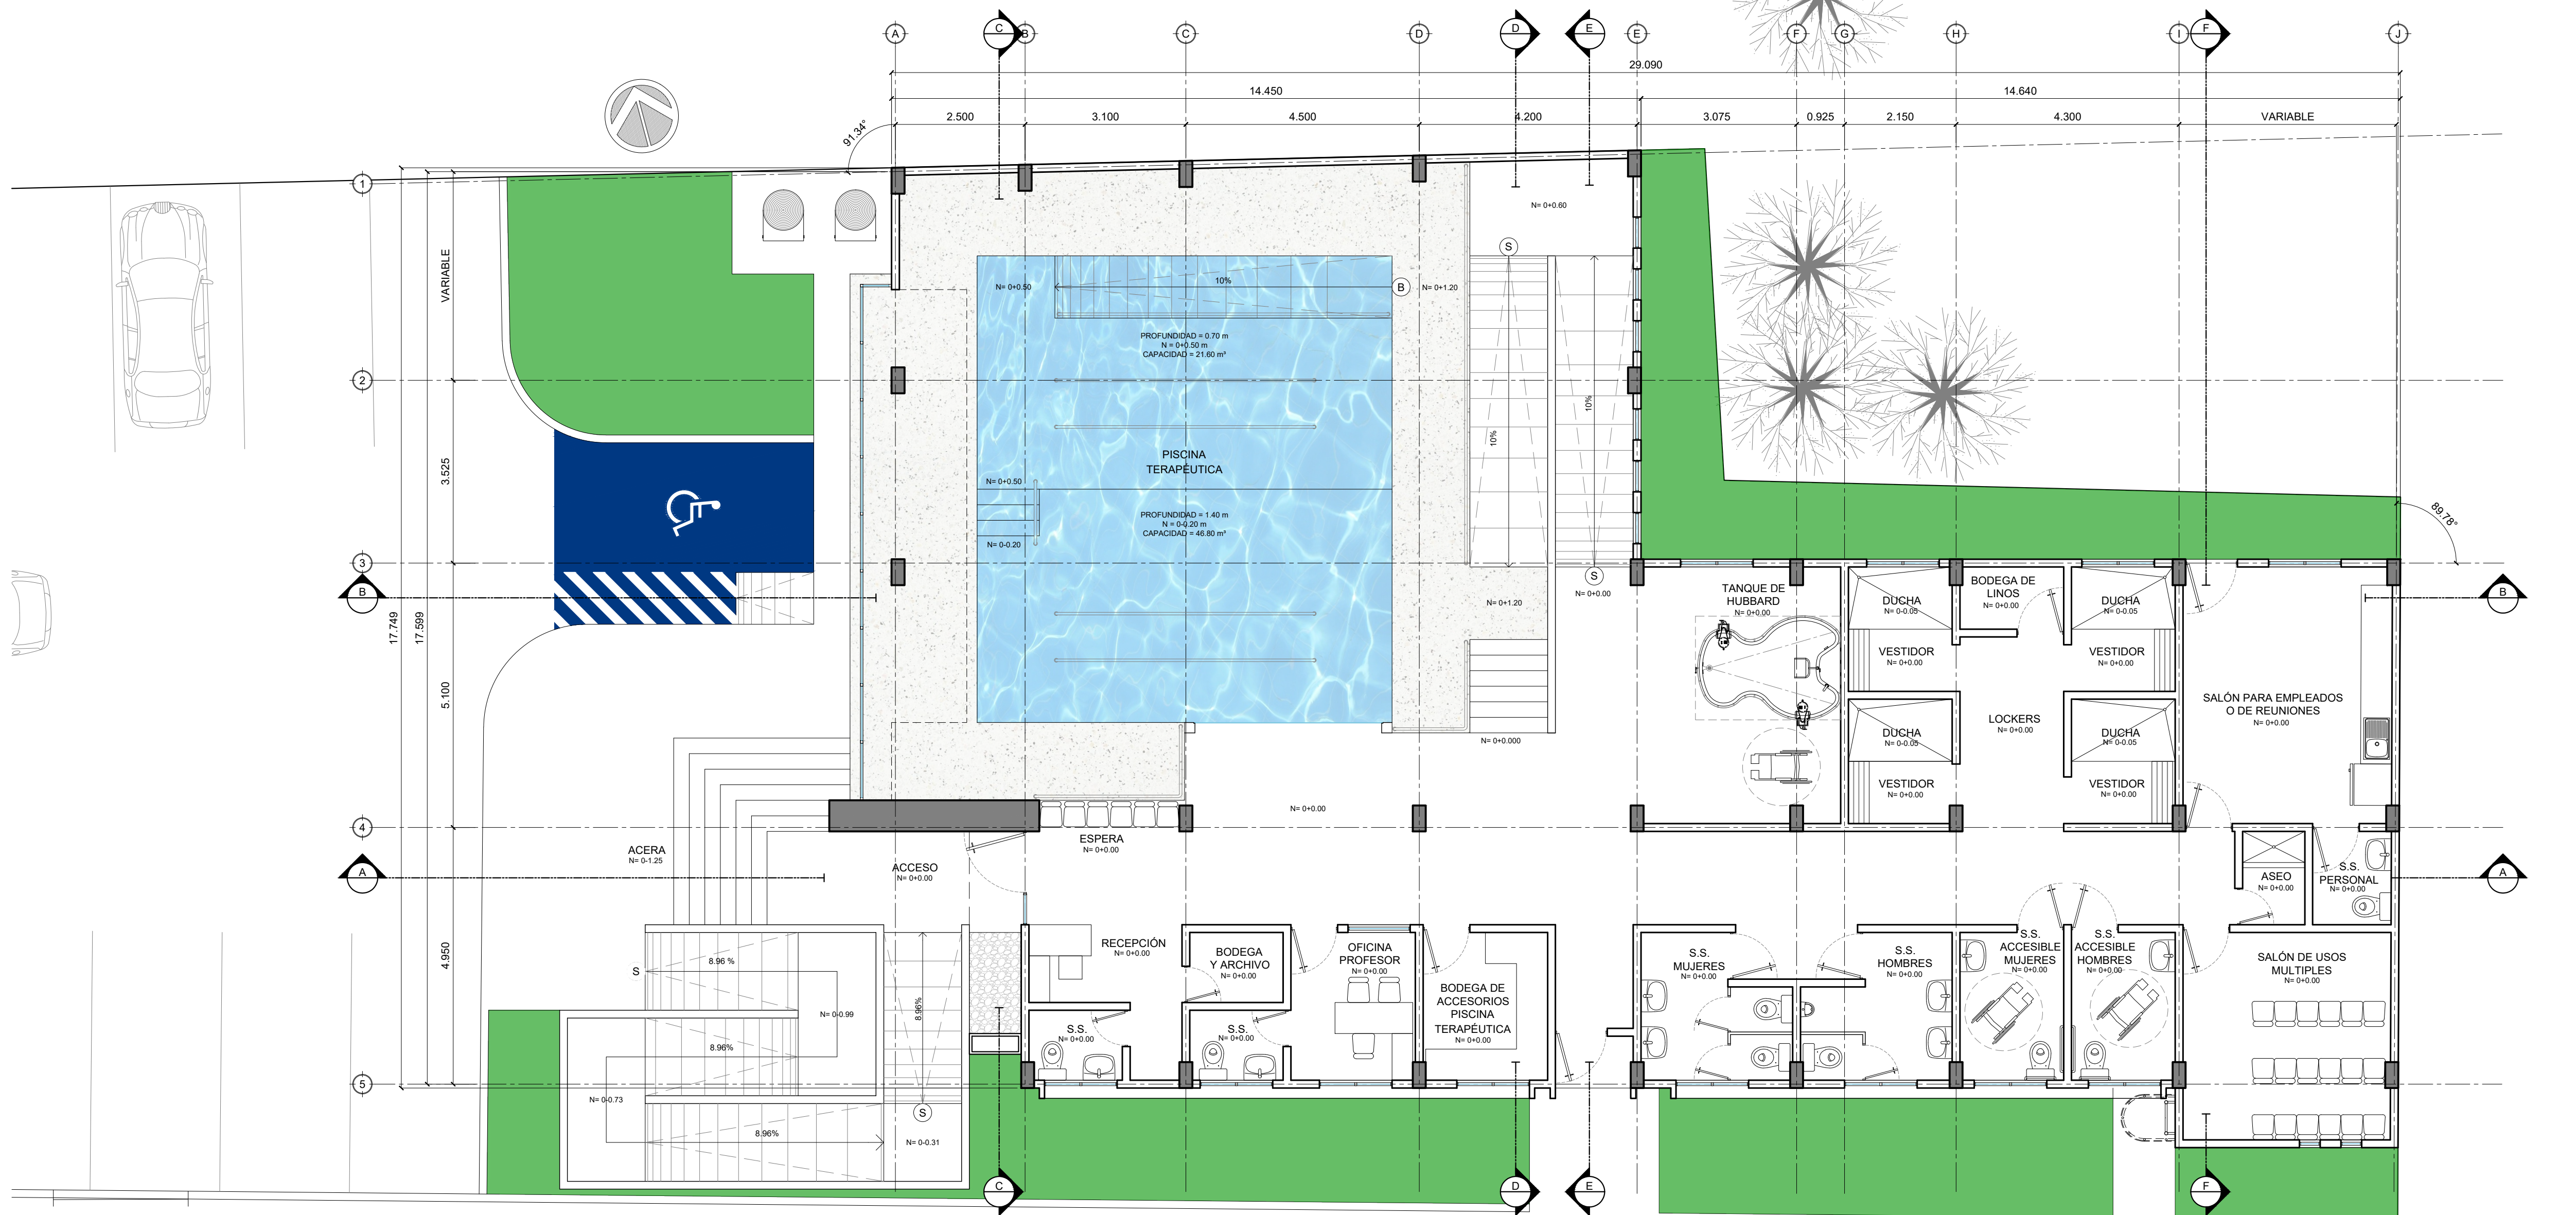 A
C
B
C
D
D
E
E
F
G
H
I
F
J
29.090
14.450
14.640
2.500
3.100
4.500
4.200
3.075
0.925
2.150
4.300
VARIABLE
91.34°
1
2
3
4
5
VARIABLE
3.525
5.100
4.950
17.749
17.599
B
A
N= 0+0.60
S
N= 0+0.50
10%
B
N= 0+1.20
PROFUNDIDAD = 0.70 m
N = 0+0.50 m
CAPACIDAD = 21.60 m³
10%
10%
PISCINA
TERAPÉUTICA
N= 0+0.50
PROFUNDIDAD = 1.40 m
N = 0-0.20 m
CAPACIDAD = 46.80 m³
N= 0-0.20
S
N= 0+0.00
N= 0+1.20
N= 0+0.000
89.78°
B
TANQUE DE
HUBBARD
N= 0+0.00
DUCHA
N= 0-0.05
BODEGA DE
LINOS
N= 0+0.00
DUCHA
N= 0-0.05
VESTIDOR
N= 0+0.00
VESTIDOR
N= 0+0.00
DUCHA
N= 0-0.05
LOCKERS
N= 0+0.00
DUCHA
N= 0-0.05
VESTIDOR
N= 0+0.00
VESTIDOR
N= 0+0.00
SALÓN PARA EMPLEADOS
O DE REUNIONES
N= 0+0.00
N= 0+0.00
ESPERA
N= 0+0.00
ACERA
N= 0-1.25
ACCESO
N= 0+0.00
ASEO
N= 0+0.00
S.S.
PERSONAL
N= 0+0.00
A
8.96 %
S
N= 0-0.99
8.96%
8.96%
N= 0-0.73
8.96%
S
N= 0-0.31
RECEPCIÓN
N= 0+0.00
BODEGA
Y ARCHIVO
N= 0+0.00
OFICINA
PROFESOR
N= 0+0.00
S.S.
N= 0+0.00
S.S.
N= 0+0.00
BODEGA DE
ACCESORIOS
PISCINA
TERAPÉUTICA
N= 0+0.00
S.S.
MUJERES
N= 0+0.00
S.S.
HOMBRES
N= 0+0.00
S.S.
ACCESIBLE
MUJERES
N= 0+0.00
S.S.
ACCESIBLE
HOMBRES
N= 0+0.00
SALÓN DE USOS
MULTIPLES
N= 0+0.00
C
D
E
F